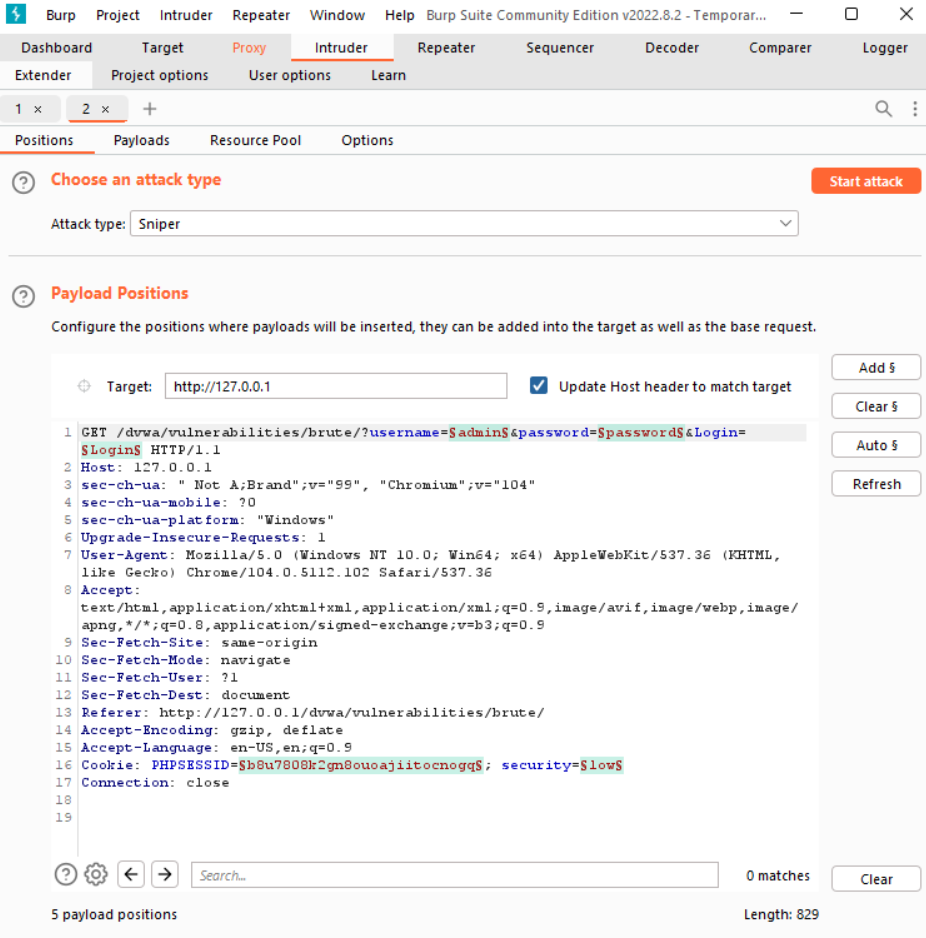 Burp Project Intruder Repeater Window Help Burp Suite Community Edition v2022.8.2 - Temporar...
Dashboard Target Proxy Intruder Repeater Sequencer Decoder Comparer Logger
Extender Project options User options Learn
1 × 2 × +
Positions Payloads Resource Pool Options
? Choose an attack type Start attack
Attack type: Sniper
? Payload Positions
Configure the positions where payloads will be inserted, they can be added into the target as well as the base request.
Add §
Target: http://127.0.0.1 Update Host header to match target
Clear §
1 GET /dvwa/vulnerabilities/brute/?username=§admin§&password=§password§&Login=
§Login§ HTTP/1.1
Auto §
2 Host: 127.0.0.1
3 sec-ch-ua: " Not A;Brand";v="99", "Chromium";v="104"
Refresh
4 sec-ch-ua-mobile: ?0
5 sec-ch-ua-platform: "Windows"
6 Upgrade-Insecure-Requests: 1
7 User-Agent: Mozilla/5.0 (Windows NT 10.0; Win64; x64) AppleWebKit/537.36 (KHTML,
like Gecko) Chrome/104.0.5112.102 Safari/537.36
8 Accept:
text/html,application/xhtml+xml,application/xml;q=0.9,image/avif,image/webp,image/
apng,*/*;q=0.8,application/signed-exchange;v=b3;q=0.9
9 Sec-Fetch-Site: same-origin
10 Sec-Fetch-Mode: navigate
11 Sec-Fetch-User: ?1
12 Sec-Fetch-Dest: document
13 Referer: http://127.0.0.1/dvwa/vulnerabilities/brute/
14 Accept-Encoding: gzip, deflate
15 Accept-Language: en-US,en;q=0.9
16 Cookie: PHPSESSID=§b8u7808k2gn8ouoajiitocnogq§; security=§low§
17 Connection: close
18
19
? Search... 0 matches Clear
5 payload positions Length: 829